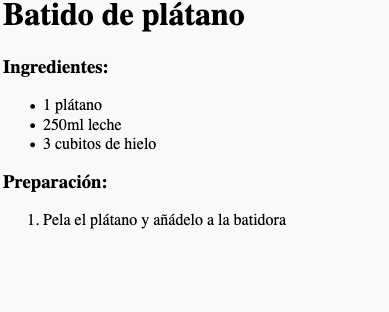 Batido de plátano
Ingredientes:
• 1 plátano
• 250ml leche
• 3 cubitos de hielo
Preparación:
1. Pela el plátano y añádelo a la batidora